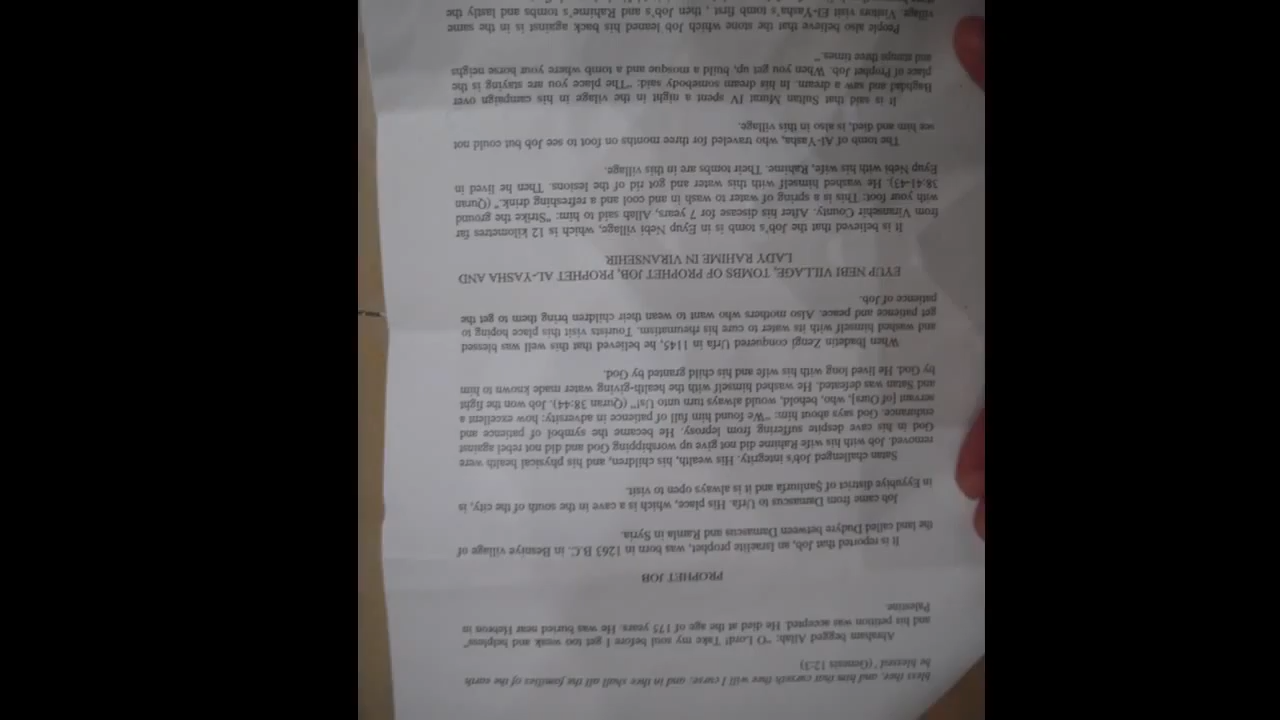 bless thee, and him that curseth thee will I curse: and in thee shall all the families of the earth
be blessed" (Genesis 12:3)
Abraham begged Allah: "O Lord! Take my soul before I get too weak and helpless"
and his petition was accepted. He died at the age of 175 years. He was buried near Hebron in
Palestine.
PROPHET JOB
It is reported that Job, an Israelite prophet, was born in 1263 B.C. in Besniyye village of
the land called Dudyre between Damascus and Ramla in Syria.
Job came from Damascus to Urfa. His place, which is a cave in the south of the city, is
in Eyyubiye district of Şanlıurfa and it is always open to visit.
Satan challenged Job's integrity. His wealth, his children, and his physical health were
removed. Job with his wife Rahime did not give up worshipping God and did not rebel against
God in his cave despite suffering from leprosy. He became the symbol of patience and
endurance. God says about him: "We found him full of patience in adversity: how excellent a
servant [of Ours], who, behold, would always turn unto Us!" (Quran 38:44). Job won the fight
and Satan was defeated. He washed himself with the health-giving water made known to him
by God. He lived long with his wife and his child granted by God.
When Ibadetin Zengi conquered Urfa in 1145, he believed that this well was blessed
and washed himself with its water to cure his rheumatism. Tourists visit this place hoping to
get patience and peace. Also mothers who want to wean their children bring them to get the
patience of Job.
EYUP NEBI VILLAGE, TOMBS OF PROPHET JOB, PROPHET AL-YASHA AND
LADY RAHIME IN VIRANSEHIR
It is believed that the Job's tomb is in Eyup Nebi village, which is 12 kilometres far
from Viransehir County. After his disease for 7 years, Allah said to him: "Strike the ground
with your foot: This is a spring of water to wash in and cool and a refreshing drink." (Quran
38:41-43). He washed himself with this water and got rid of the lesions. Then he lived in
Eyup Nebi with his wife, Rahime. Their tombs are in this village.
The tomb of Al-Yasha, who traveled for three months on foot to see Job but could not
see him and died, is also in this village.
It is said that Sultan Murat IV spent a night in the vilage in his campaign over
Baghdad and saw a dream. In his dream somebody said: "The place you are staying is the
place of Prophet Job. When you get up, build a mosque and a tomb where your horse neighs
and stomps three times."
People also believe that the stone which Job leaned his back against is in the same
village. Visitors visit El-Yasha's tomb first , then Job's and Rahime's tombs and lastly the